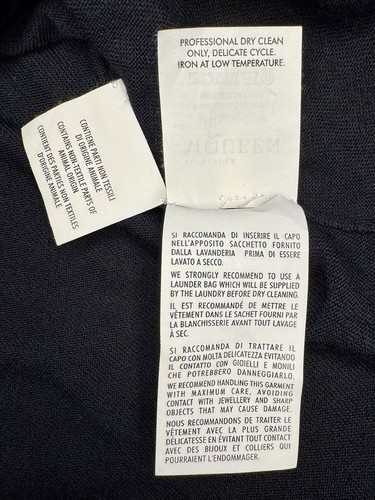 PROFESSIONAL DRY CLEAN
ONLY, DELICATE CYCLE.
IRON AT LOW TEMPERATURE.
MQUEEN
CONTIENE PARTI NON TESSILI
DI ORIGINE ANIMALE
CONTAINS NON-TEXTILE PARTS OF
ANIMAL ORIGIN
CONTIENT DES PARTIES NON TEXTILES
D'ORIGINE ANIMALE
SI RACCOMANDA DI INSERIRE IL CAPO
NELL'APPOSITO SACCHETTO FORNITO
DALLA LAVANDERIA PRIMA DI ESSERE
LAVATO A SECCO.
WE STRONGLY RECOMMEND TO USE A
LAUNDER BAG WHICH WILL BE SUPPLIED
BY THE LAUNDRY BEFORE DRY CLEANING.
IL EST RECOMMANDÉ DE METTRE LE
VÊTEMENT DANS LE SACHET FOURNI PAR
LA BLANCHISSERIE AVANT TOUT LAVAGE
À SEC.
SI RACCOMANDA DI TRATTARE IL
CAPO CON MOLTA DELICATEZZA EVITANDO
IL CONTATTO CON GIOIELLI E MONILI
CHE POTREBBERO DANNEGGIARLO.
WE RECOMMEND HANDLING THIS GARMENT
WITH MAXIMUM CARE, AVOIDING
CONTACT WITH JEWELLERY AND SHARP
OBJECTS THAT MAY CAUSE DAMAGE.
NOUS RECOMMANDONS DE TRAITER LE
VÊTEMENT AVEC LA PLUS GRANDE
DÉLICATESSE EN ÉVITANT TOUT CONTACT
AVEC DES BIJOUX ET COLLIERS QUI
POURRAIENT L'ENDOMMAGER.